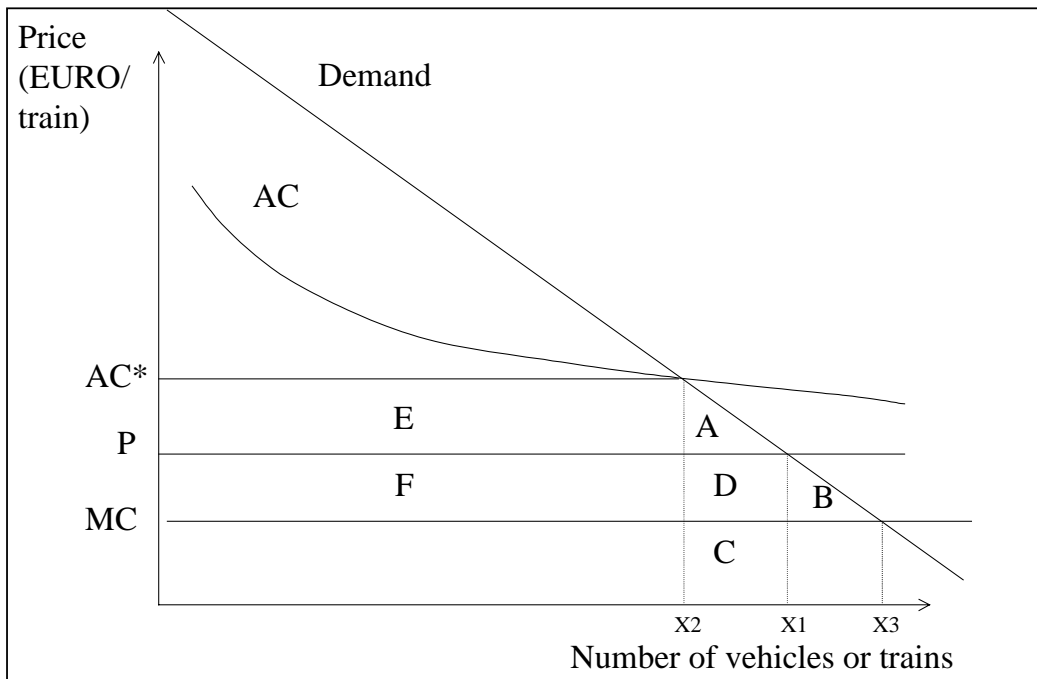 Price
(EURO/
train)
Demand
AC
AC*
E
A
P
F
D
B
MC
C
X2 X1 X3
Number of vehicles or trains